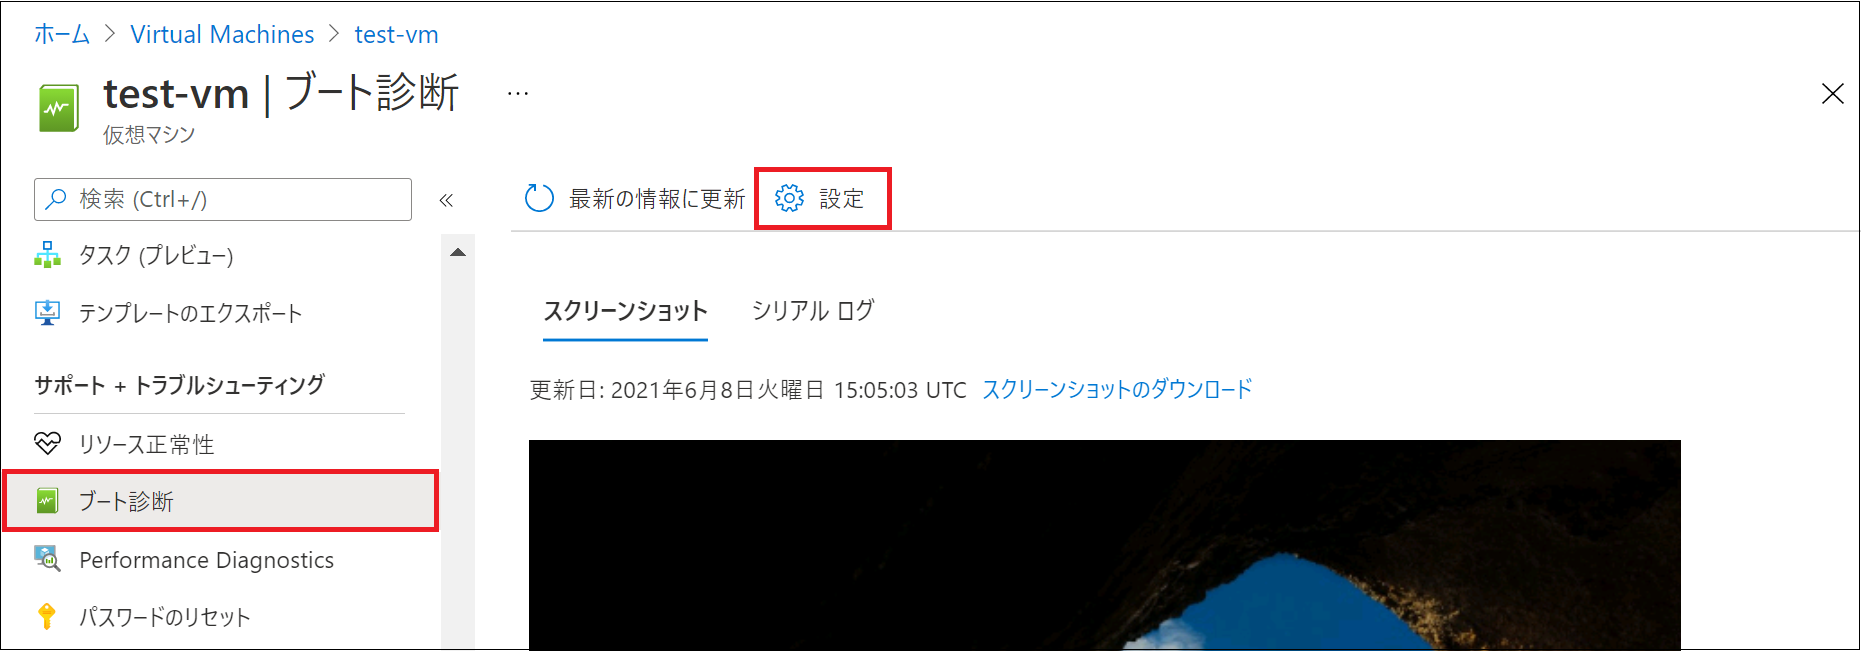 ホーム > Virtual Machines > test-vm
test-vm | ブート診断 ...
仮想マシン
検索 (Ctrl+/) «
最新の情報に更新 設定
タスク (プレビュー)
テンプレートのエクスポート
サポート + トラブルシューティング
リソース正常性
ブート診断
Performance Diagnostics
パスワードのリセット
スクリーンショット シリアル ログ
更新日: 2021年6月8日火曜日 15:05:03 UTC スクリーンショットのダウンロード